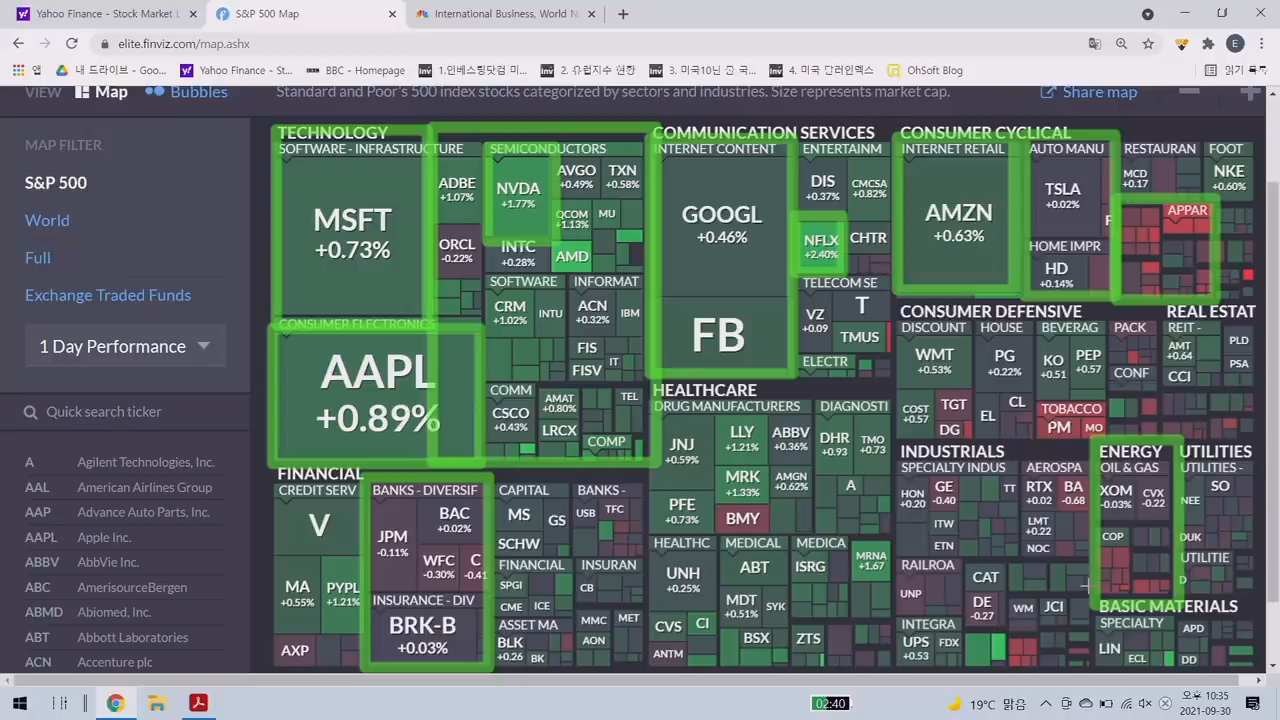 Yahoo Finance - Stock Market L
S&P 500 Map
International Business, World N
elite.finviz.com/map.ashx
E
앱
내 드라이브 - Goo...
Yahoo Finance - St...
BBC - Homepage
1.인베스팅닷컴 미...
2. 유럽지수 현황
3. 미국10년 은 국...
4. 미국 달러인덱스
OhSoft Blog
읽기 목록
VIEW
Map
Bubbles
Standard and Poor's 500 index stocks categorized by sectors and industries. Size represents market cap.
Share map
MAP FILTER
S&P 500
World
Full
Exchange Traded Funds
1 Day Performance
Quick search ticker
A Agilent Technologies, Inc.
AAL American Airlines Group
AAP Advance Auto Parts, Inc.
AAPL Apple Inc.
ABBV AbbVie Inc.
ABC AmerisourceBergen
ABMD Abiomed, Inc.
ABT Abbott Laboratories
ACN Accenture plc
TECHNOLOGY
SOFTWARE - INFRASTRUCTURE
MSFT
+0.73%
ADBE
+1.07%
ORCL
-0.22%
SEMICONDUCTORS
NVDA
+1.77%
AVGO
+0.49%
TXN
+0.58%
QCOM
+1.13%
MU
INTC
+0.28%
AMD
SOFTWARE
CRM
+1.02%
INTU
INFORMAT
ACN
+0.32%
IBM
FIS
IT
FISV
CONSUMER ELECTRONICS
AAPL
+0.89%
COMM
CSCO
+0.43%
AMAT
+0.80%
LRCX
TEL
COMP
COMMUNICATION SERVICES
INTERNET CONTENT
GOOGL
+0.46%
FB
ENTERTAINM
DIS
+0.37%
CMCSA
+0.82%
NFLX
+2.40%
CHTR
TELECOM SE
VZ
+0.09
T
TMUS
ELECTR
CONSUMER CYCLICAL
INTERNET RETAIL
AMZN
+0.63%
AUTO MANU
TSLA
+0.02%
F
HOME IMPR
HD
+0.14%
RESTAURAN
MCD
+0.17
FOOT
NKE
+0.60%
APPAR
CONSUMER DEFENSIVE
DISCOUNT
WMT
+0.53%
COST
+0.57
TGT
DG
HOUSE
PG
+0.22%
EL
CL
BEVERAG
KO
+0.51
PEP
+0.57
TOBACCO
PM
MO
PACK
CONF
REAL ESTAT
REIT -
AMT
+0.64
PLD
CCI
PSA
FINANCIAL
CREDIT SERV
V
MA
+0.55%
PYPL
+1.21%
AXP
BANKS - DIVERSIF
JPM
-0.11%
BAC
+0.02%
WFC
-0.30%
C
-0.41
INSURANCE - DIV
BRK-B
+0.03%
CAPITAL
MS
GS
SCHW
BANKS -
USB
TFC
FINANCIAL
SPGI
CME
ICE
INSURAN
CB
ASSET MA
BLK
+0.26
BK
MMC
MET
AON
HEALTHCARE
DRUG MANUFACTURERS
JNJ
+0.59%
LLY
+1.21%
ABBV
+0.36%
PFE
+0.73%
MRK
+1.33%
AMGN
+0.62%
BMY
DIAGNOSTI
DHR
+0.93
TMO
+0.73
A
HEALTHC
UNH
+0.25%
CVS
CI
ANTM
MEDICAL
ABT
MDT
+0.51%
SYK
BSX
MEDICA
ISRG
MRNA
+1.67
ZTS
INDUSTRIALS
SPECIALTY INDUS
HON
+0.20
GE
-0.40
TT
ITW
ETN
AEROSPA
RTX
+0.02
BA
-0.68
LMT
+0.22
NOC
RAILROA
UNP
CAT
DE
-0.27
WM
JCI
INTEGRA
UPS
+0.53
FDX
ENERGY
OIL & GAS
XOM
-0.03%
CVX
-0.22
COP
UTILITIES
UTILITIES -
NEE
SO
DUK
UTILITIE
D
BASIC MATERIALS
SPECIALTY
LIN
ECL
APD
DD
02:40
19°C 맑음
오후 10:35
2021-09-30